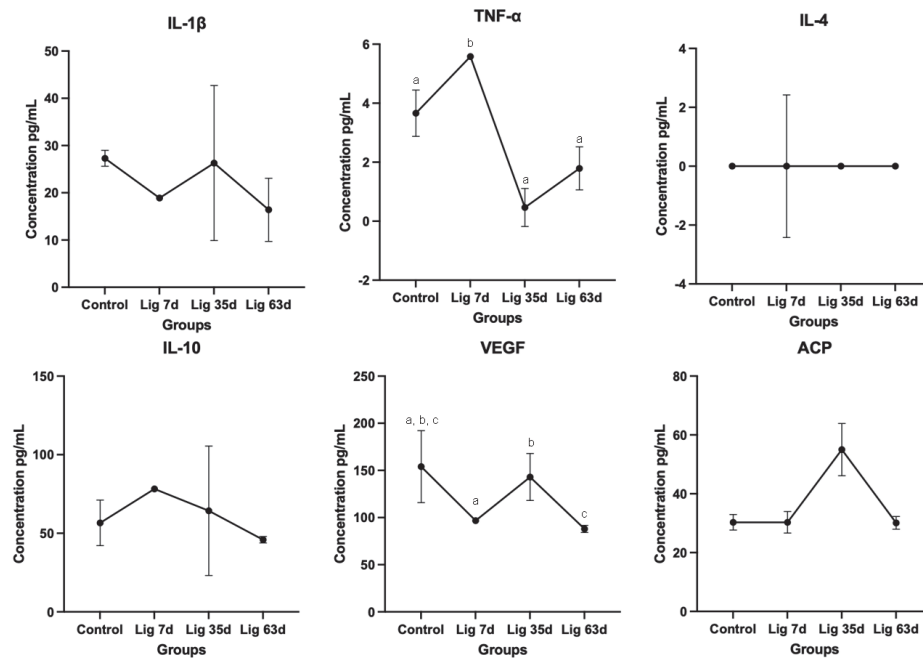 IL-1β
Concentration pg/mL
50
40
30
20
10
0
Control Lig 7d Lig 35d Lig 63d
Groups
TNF-α
Concentration pg/mL
6
4
2
0
-2
a
b
a
a
Control Lig 7d Lig 35d Lig 63d
Groups
IL-4
Concentration pg/mL
4
2
0
-2
-4
Control Lig 7d Lig 35d Lig 63d
Groups
IL-10
Concentration pg/mL
150
100
50
0
Control Lig 7d Lig 35d Lig 63d
Groups
VEGF
Concentration pg/mL
250
200
150
100
50
0
a, b, c
a
b
c
Control Lig 7d Lig 35d Lig 63d
Groups
ACP
Concentration pg/mL
80
60
40
20
0
Control Lig 7d Lig 35d Lig 63d
Groups